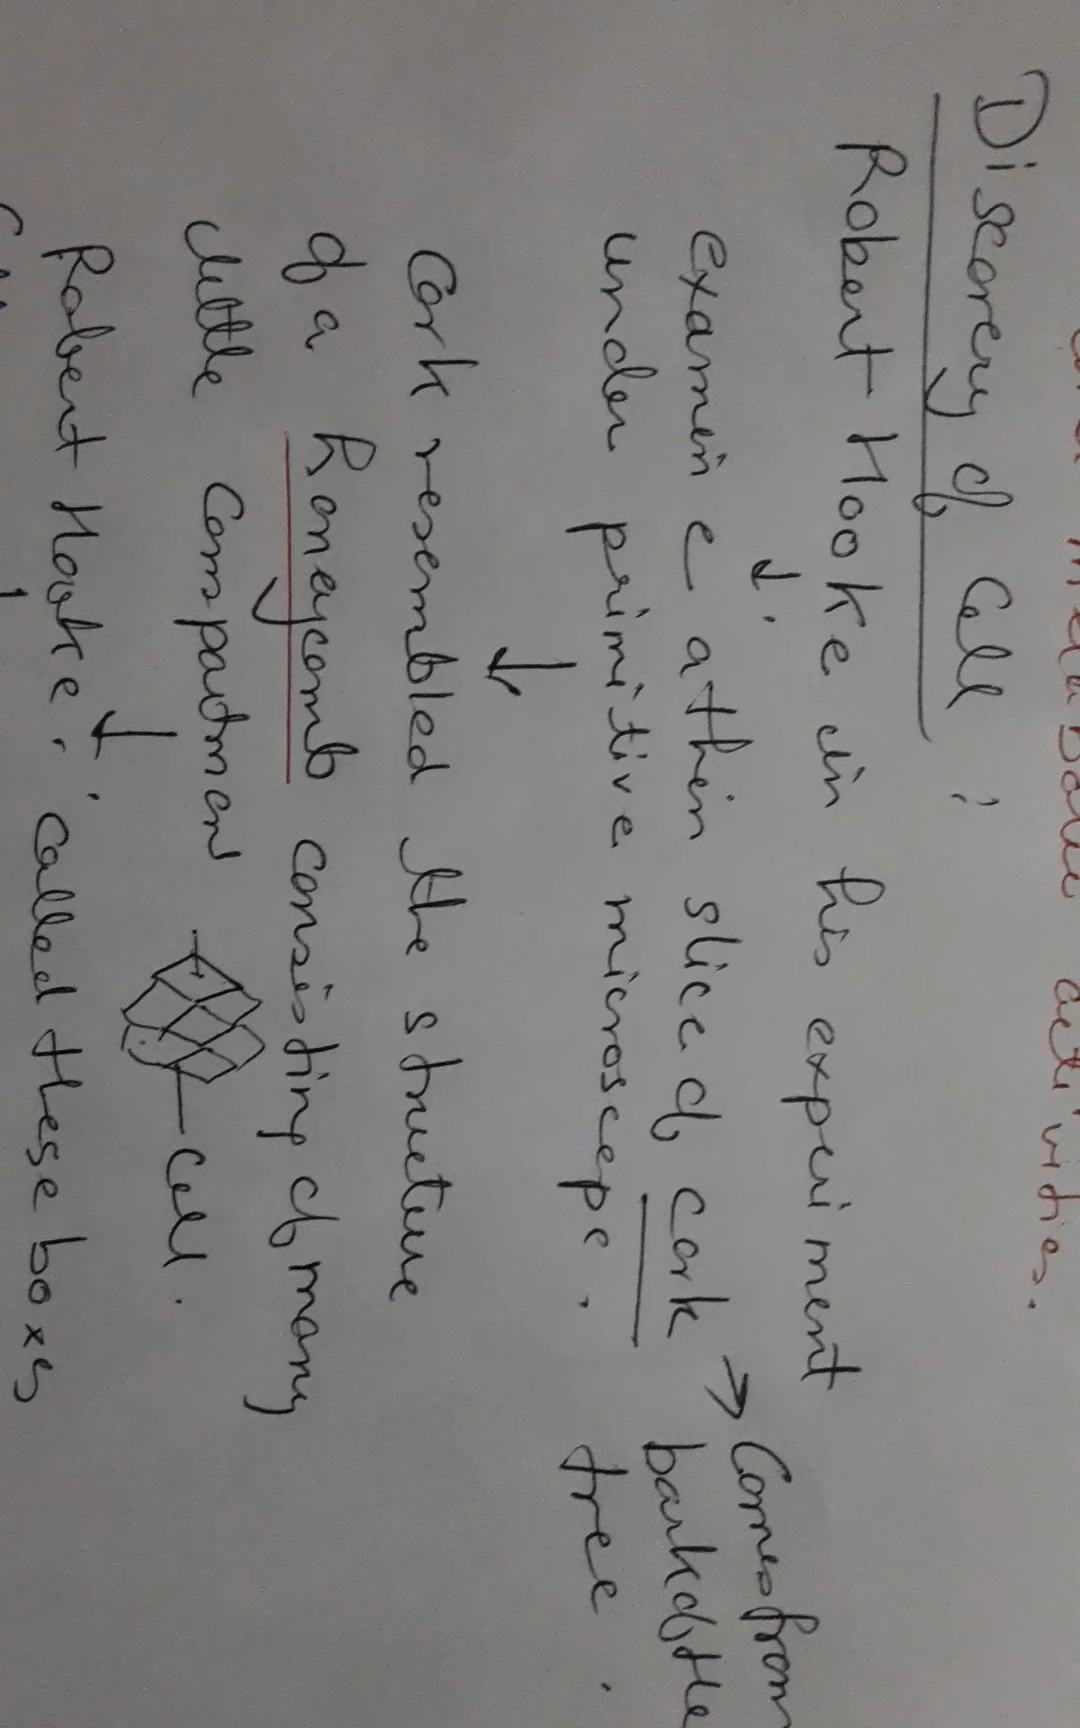 metabolic activities.
Discovery of Cell :
Robert Hooke in his experiment
↓
examine a thin slice of cork → Comes from
under primitive microscope. bark of the
tree.
↓
Cork resembled the structure
of a honeycomb consisting of many
little compartman
Cell.
↓
Robert Hooke, called these boxes